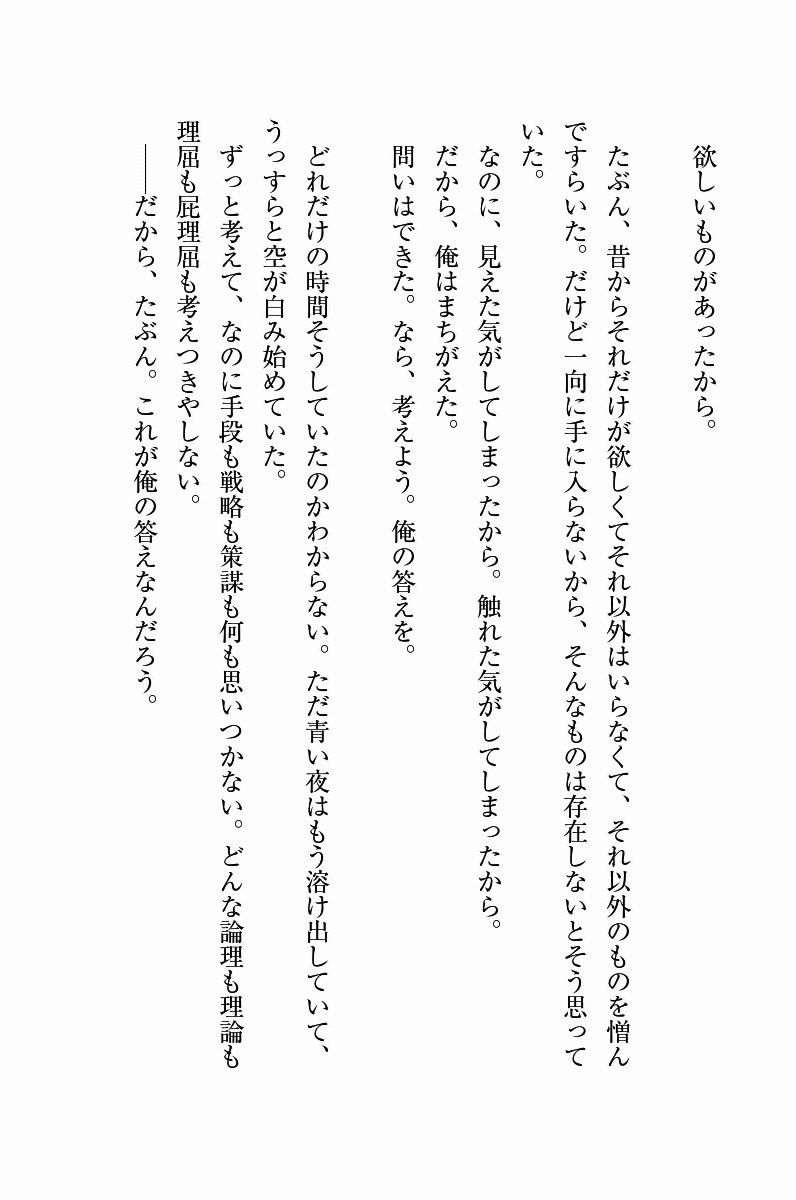 欲しいものがあったから。
たぶん、昔からそれだけが欲しくてそれ以外はいらなくて、それ以外のものを憎ん
ですらいた。だけど一向に手に入らないから、そんなものは存在しないとそう思って
いた。
なのに、見えた気がしてしまったから。触れた気がしてしまったから。
だから、俺はまちがえた。
問いはできた。なら、考えよう。俺の答えを。
どれだけの時間そうしていたのかわからない。ただ青い夜はもう溶け出していて、
うっすらと空が白み始めていた。
ずっと考えて、なのに手段も戦略も策謀も何も思いつかない。どんな論理も理論も
理屈も屁理屈も考えつきやしない。
――だから、たぶん。これが俺の答えなんだろう。